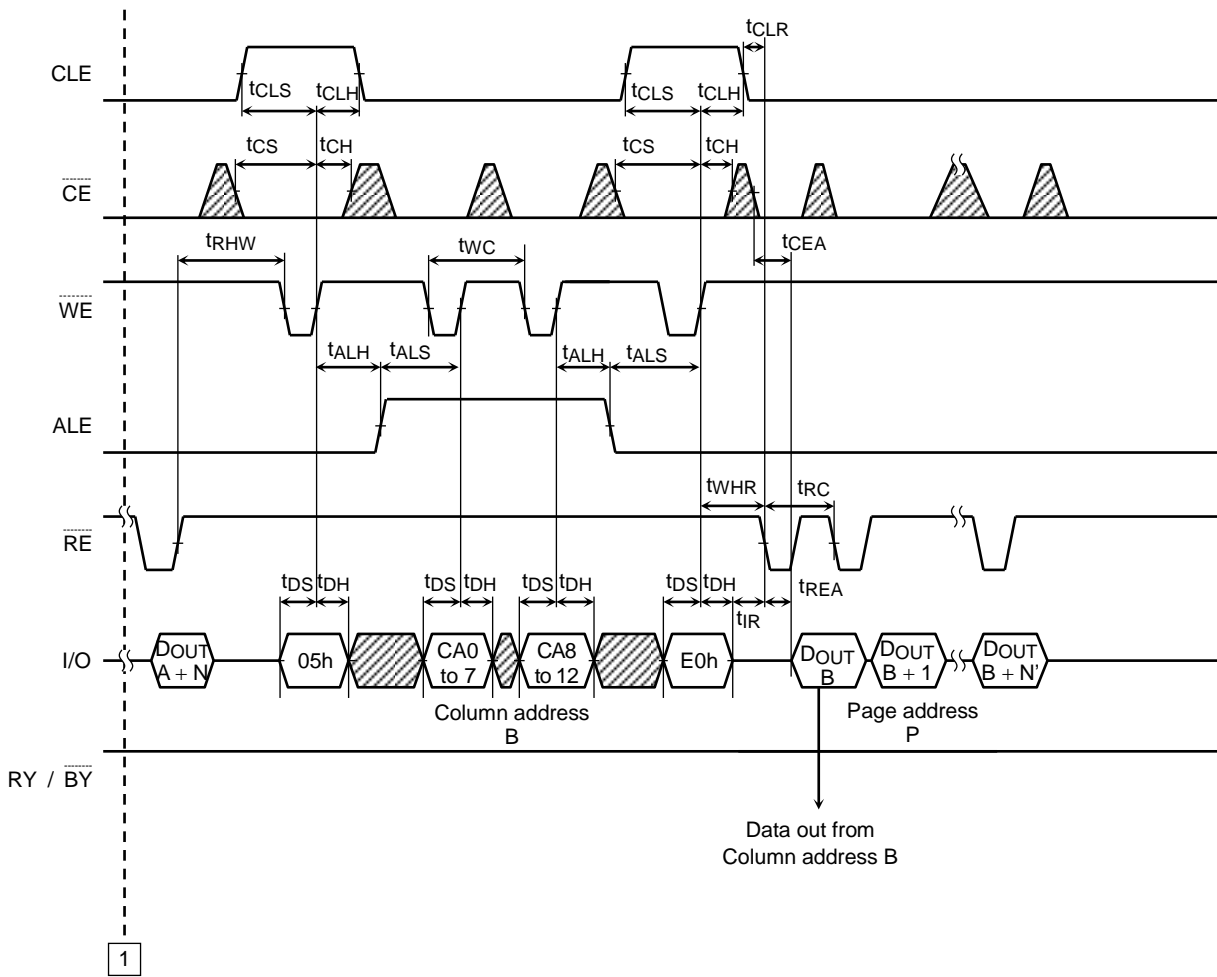 tCLR
CLE
tCLS
tCLH
tCLS
tCLH
tCS
tCH
tCS
tCH
CE
tRHW
tWC
tCEA
WE
tALH
tALS
tALH
tALS
ALE
tWHR
tRC
RE
tDS
tDH
tDS
tDH
tDS
tDH
tDS
tDH
tREA
tIR
I/O
DOUT
A + N
05h
CA0
to 7
CA8
to 12
E0h
DOUT
B
DOUT
B + 1
DOUT
B + N'
Column address
B
Page address
P
RY / BY
Data out from
Column address B
1